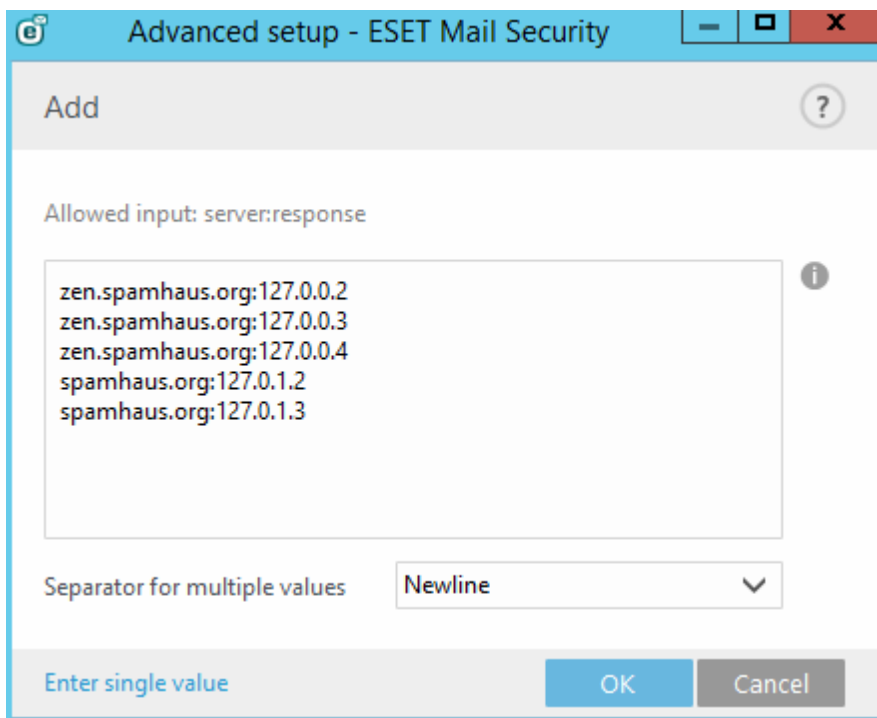 Advanced setup - ESET Mail Security
Add
?
Allowed input: server:response
zen.spamhaus.org:127.0.0.2
zen.spamhaus.org:127.0.0.3
zen.spamhaus.org:127.0.0.4
spamhaus.org:127.0.1.2
spamhaus.org:127.0.1.3
Separator for multiple values Newline
Enter single value OK Cancel